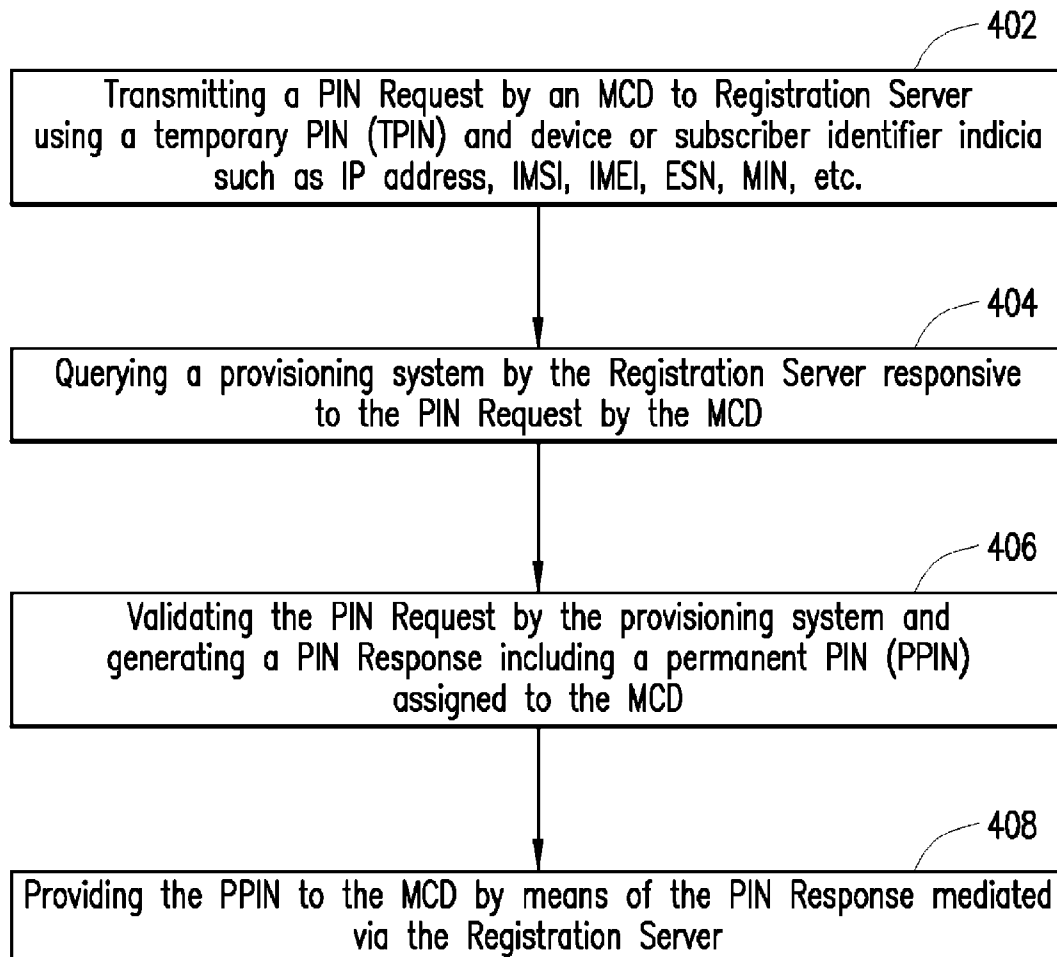 402
Transmitting a PIN Request by an MCD to Registration Server
using a temporary PIN (TPIN) and device or subscriber identifier indicia
such as IP address, IMSI, IMEI, ESN, MIN, etc.
404
Querying a provisioning system by the Registration Server responsive
to the PIN Request by the MCD
406
Validating the PIN Request by the provisioning system and
generating a PIN Response including a permanent PIN (PPIN)
assigned to the MCD
408
Providing the PPIN to the MCD by means of the PIN Response mediated
via the Registration Server